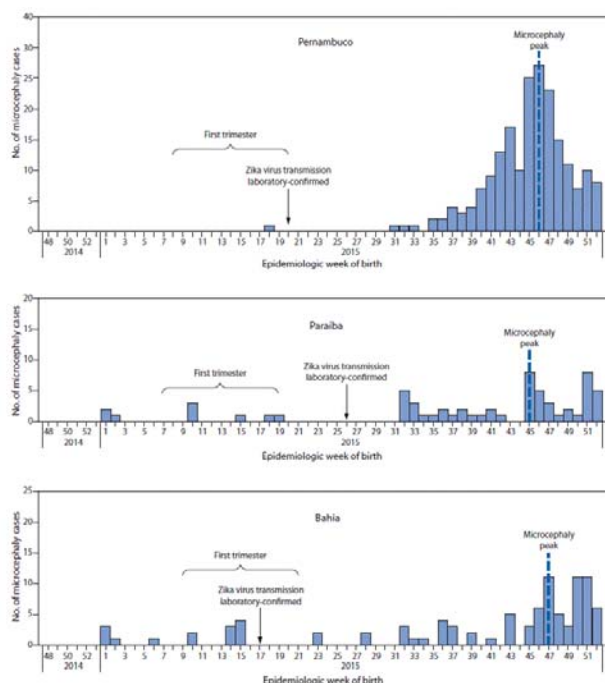 40
30
20
10
0
No. of microcephaly cases
Pernambuco
Microcephaly
peak
First trimester
Zika virus transmission
laboratory-confirmed
48 50 52 1 3 5 7 9 11 13 15 17 19 21 23 25 27 29 31 33 35 37 39 41 43 45 47 49 51
2014 2015
Epidemiologic week of birth
20
15
10
5
0
No. of microcephaly cases
Paraíba
Microcephaly
peak
First trimester
Zika virus transmission
laboratory-confirmed
48 50 52 1 3 5 7 9 11 13 15 17 19 21 23 25 27 29 31 33 35 37 39 41 43 45 47 49 51
2014 2015
Epidemiologic week of birth
25
20
15
10
5
0
No. of microcephaly cases
Bahia
Microcephaly
peak
First trimester
Zika virus transmission
laboratory-confirmed
48 50 52 1 3 5 7 9 11 13 15 17 19 21 23 25 27 29 31 33 35 37 39 41 43 45 47 49 51
2014 2015
Epidemiologic week of birth